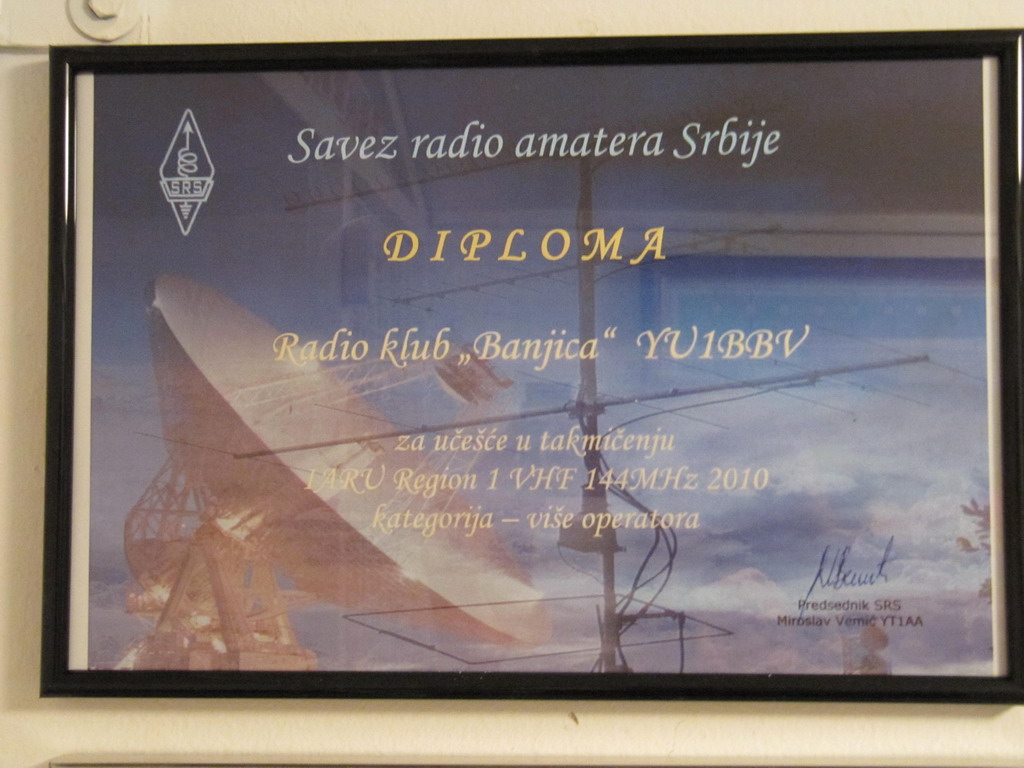 SRS
Savez radio amatera Srbije
DIPLOMA
Radio klub „Banjica“ YU1BBV
za učešće u takmičenju
IARU Region 1 VHF 144MHz 2010
kategorija – više operatora
Predsednik SRS
Miroslav Vernić YT1AA